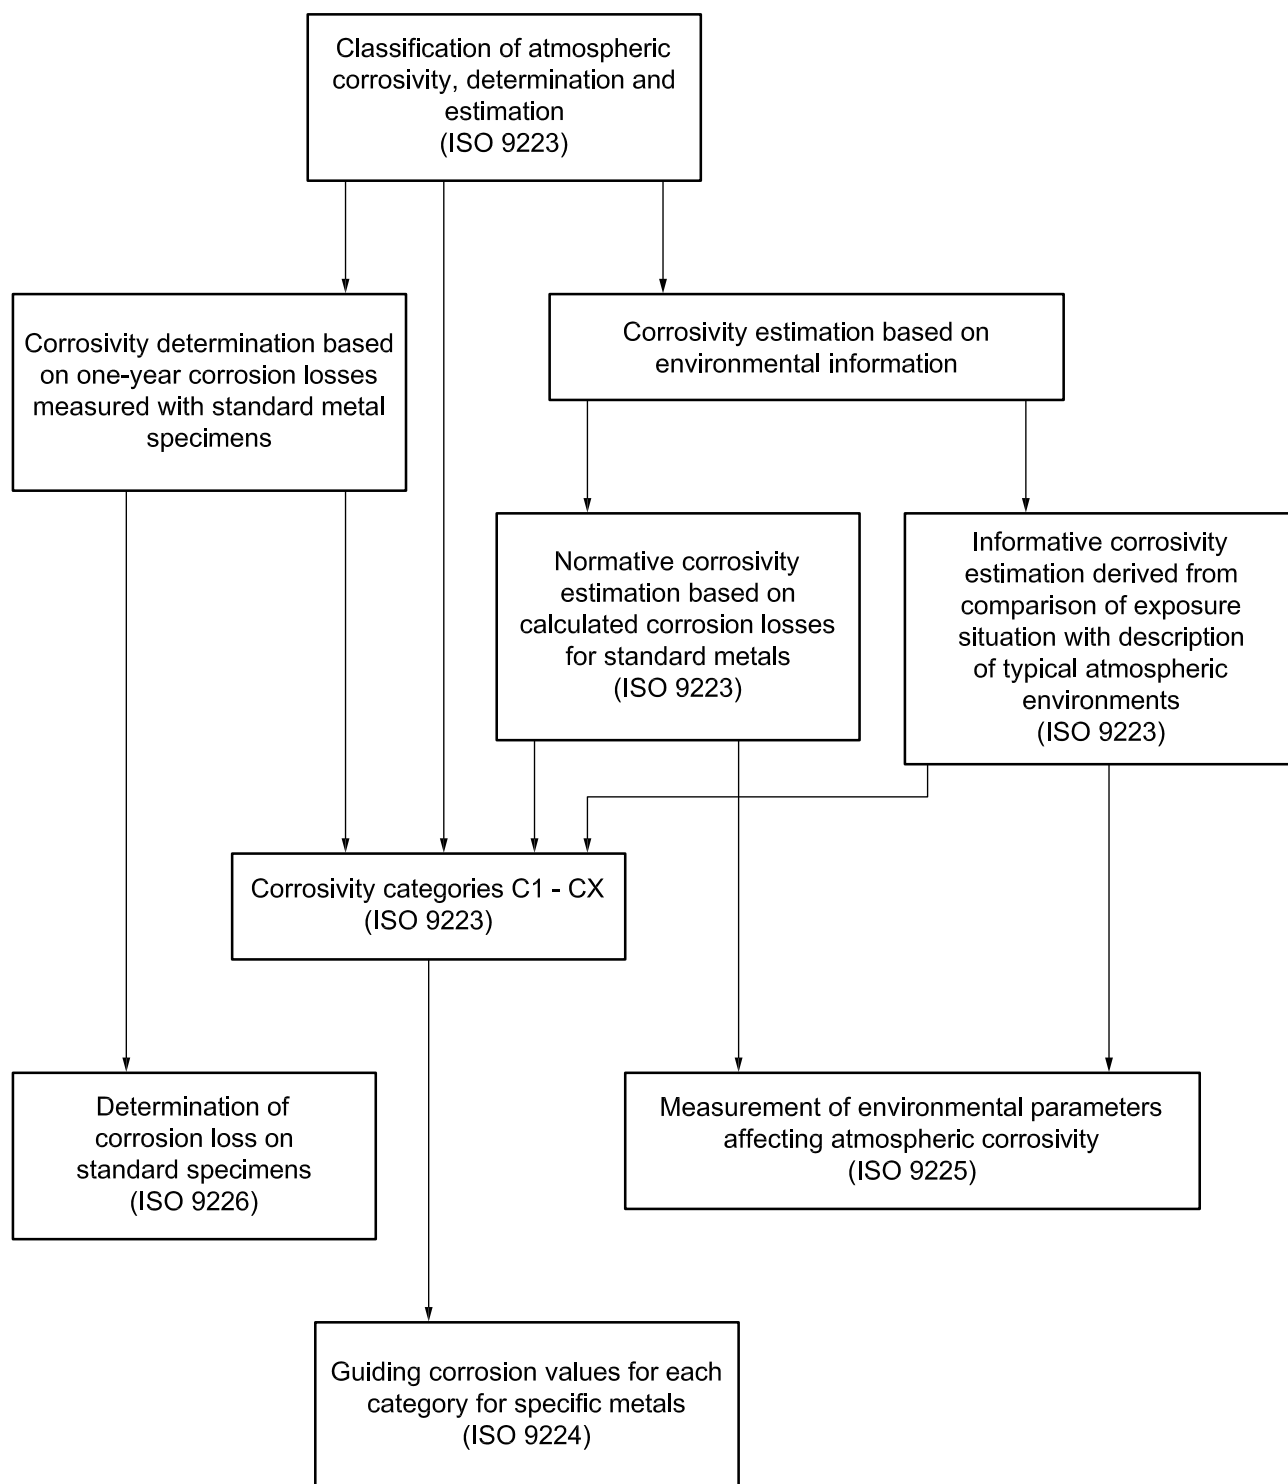 Classification of atmospheric
corrosivity, determination and
estimation
(ISO 9223)
Corrosivity determination based
on one-year corrosion losses
measured with standard metal
specimens
Corrosivity estimation based on
environmental information
Normative corrosivity
estimation based on
calculated corrosion losses
for standard metals
(ISO 9223)
Informative corrosivity
estimation derived from
comparison of exposure
situation with description
of typical atmospheric
environments
(ISO 9223)
Corrosivity categories C1 - CX
(ISO 9223)
Determination of
corrosion loss on
standard specimens
(ISO 9226)
Measurement of environmental parameters
affecting atmospheric corrosivity
(ISO 9225)
Guiding corrosion values for each
category for specific metals
(ISO 9224)